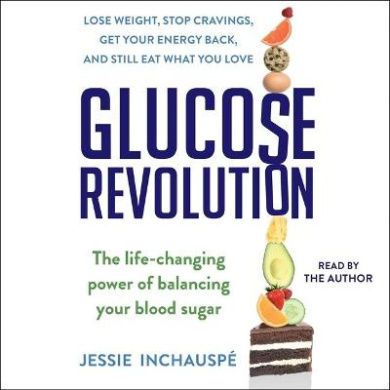 LOSE WEIGHT, STOP CRAVINGS,
GET YOUR ENERGY BACK,
AND STILL EAT WHAT YOU LOVE
GLUCOSE
REVOLUTION
The life-changing
power of balancing
your blood sugar
READ BY
THE AUTHOR
JESSIE INCHAUSPÉ